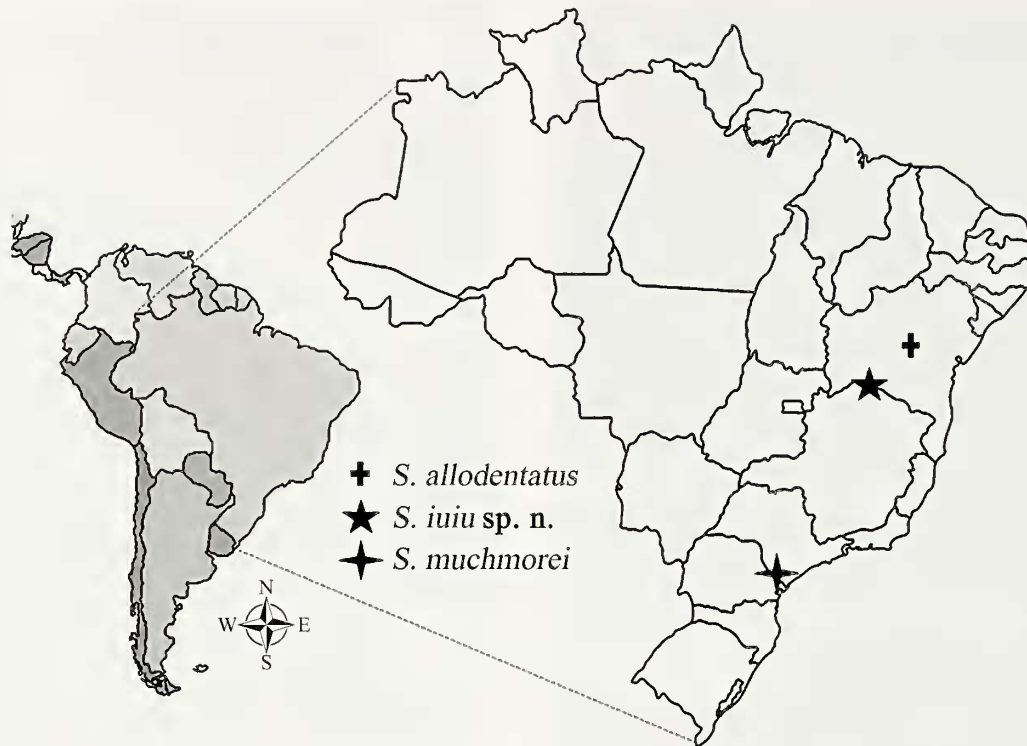 S. allodentatus
S. iuiu sp. n.
S. muchmorei
N
W E
S